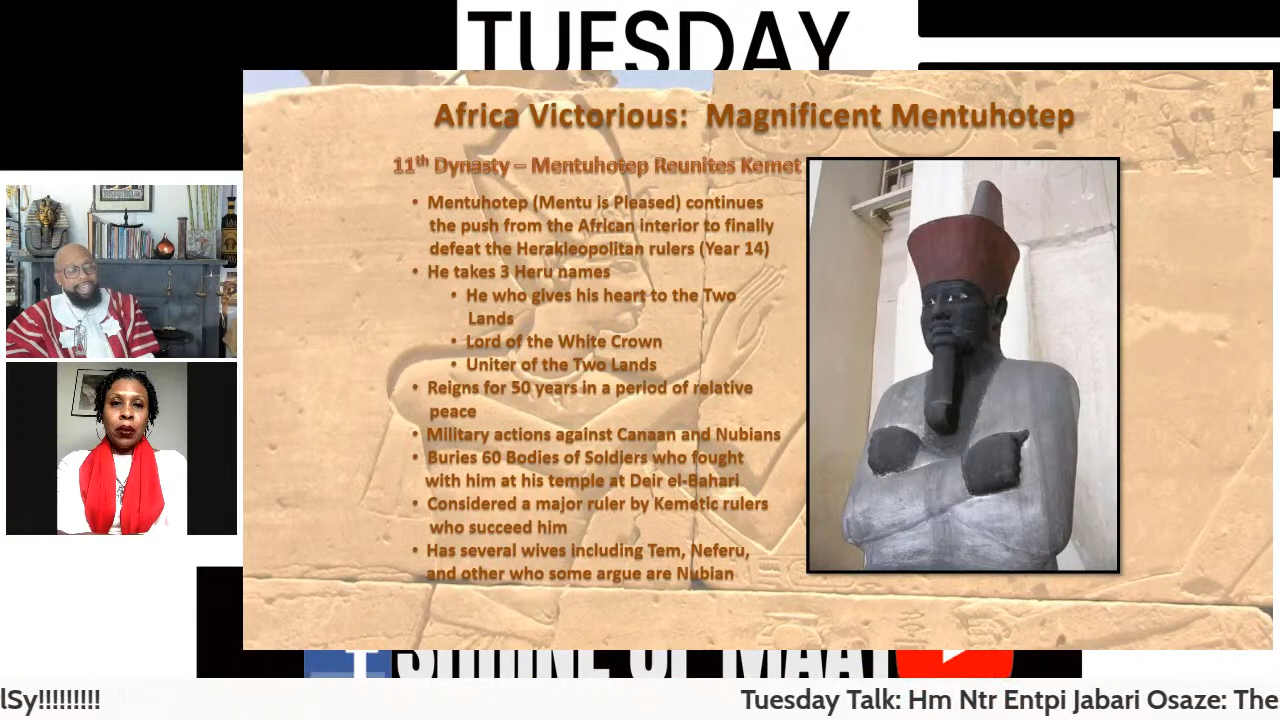 TUESDAY
Africa Victorious: Magnificent Mentuhotep
11th Dynasty – Mentuhotep Reunites Kemet
• Mentuhotep (Mentu is Pleased) continues
the push from the African interior to finally
defeat the Herakleopolitan rulers (Year 14)
• He takes 3 Heru names
• He who gives his heart to the Two
Lands
• Lord of the White Crown
• Uniter of the Two Lands
• Reigns for 50 years in a period of relative
peace
• Military actions against Canaan and Nubians
• Buries 60 Bodies of Soldiers who fought
with him at his temple at Deir el-Bahari
• Considered a major ruler by Kemetic rulers
who succeed him
• Has several wives including Tem, Neferu,
and other who some argue are Nubian
SHRINE OF MAAT
lSy!!!!!!!!! Tuesday Talk: Hm Ntr Entpi Jabari Osaze: The